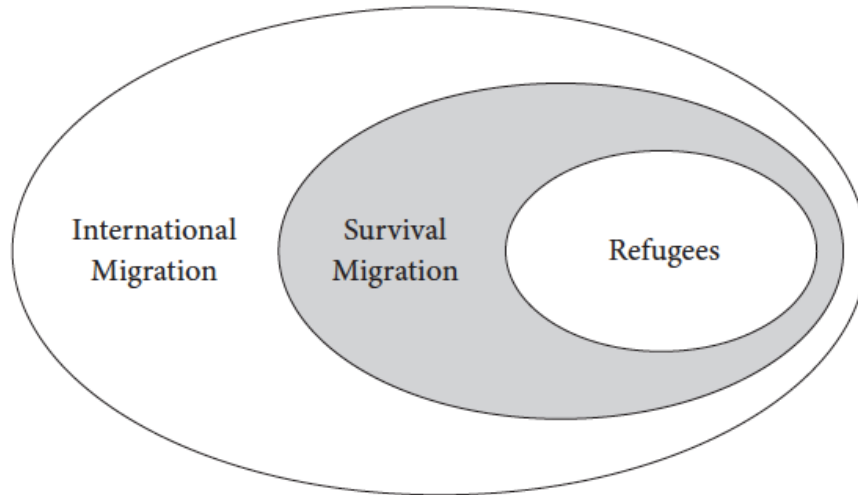 International
Migration
Survival
Migration
Refugees